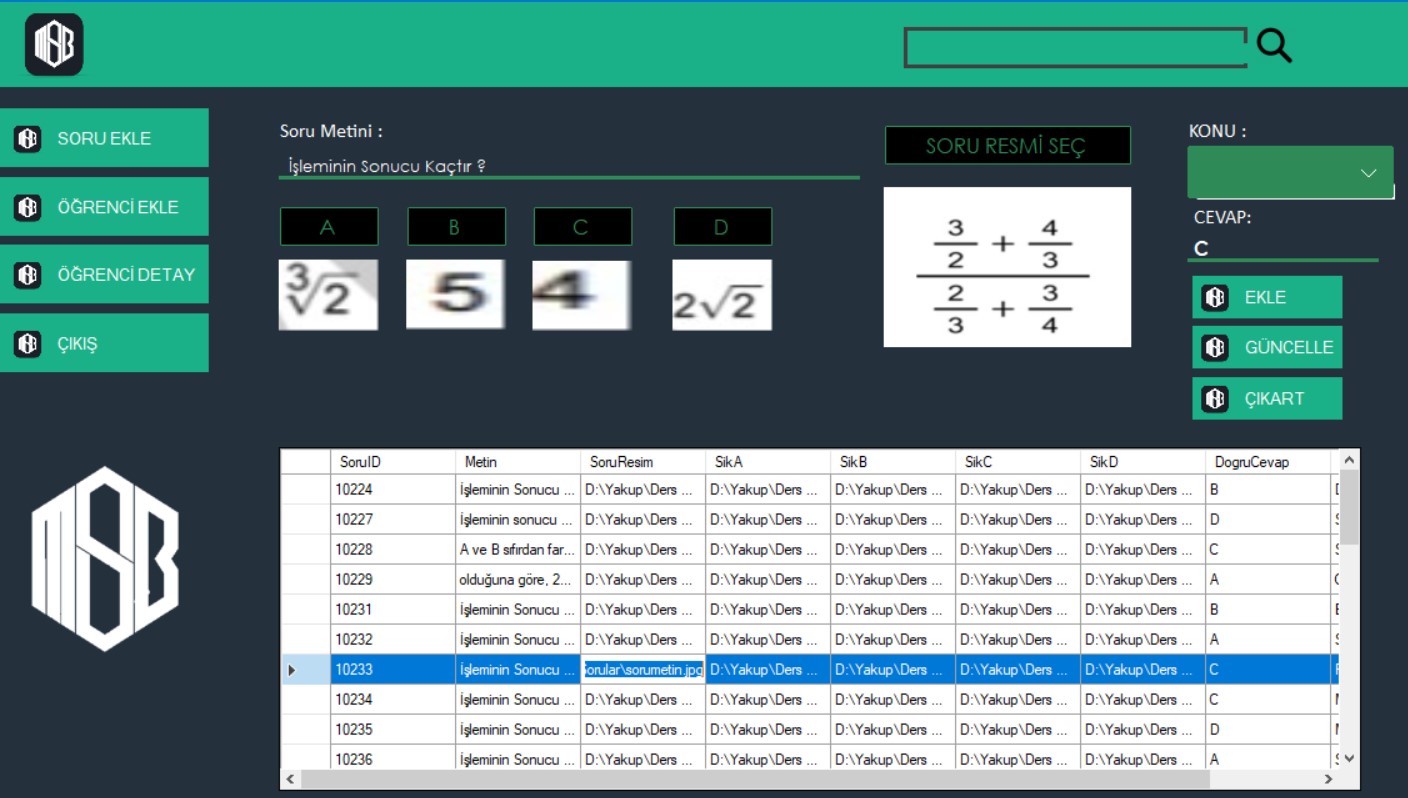 MSB
SORU EKLE
ÖĞRENCİ EKLE
ÖĞRENCİ DETAY
ÇIKIŞ
MSB
Soru Metini :
İşleminin Sonucu Kaçtır ?
A B C D
∛2 5 4 2√2
SORU RESMİ SEÇ
3/2 + 4/3
2/3 + 3/4
KONU :
CEVAP:
C
EKLE
GÜNCELLE
ÇIKART
SoruID Metin SoruResim SikA SikB SikC SikD DogruCevap
10224 İşleminin Sonucu ... D:\Yakup\Ders ... D:\Yakup\Ders ... D:\Yakup\Ders ... D:\Yakup\Ders ... D:\Yakup\Ders ... B
10227 İşleminin sonucu ... D:\Yakup\Ders ... D:\Yakup\Ders ... D:\Yakup\Ders ... D:\Yakup\Ders ... D:\Yakup\Ders ... D
10228 A ve B sıfırdan far... D:\Yakup\Ders ... D:\Yakup\Ders ... D:\Yakup\Ders ... D:\Yakup\Ders ... D:\Yakup\Ders ... C
10229 olduğuna göre, 2... D:\Yakup\Ders ... D:\Yakup\Ders ... D:\Yakup\Ders ... D:\Yakup\Ders ... D:\Yakup\Ders ... A
10231 İşleminin Sonucu ... D:\Yakup\Ders ... D:\Yakup\Ders ... D:\Yakup\Ders ... D:\Yakup\Ders ... D:\Yakup\Ders ... B
10232 İşleminin Sonucu ... D:\Yakup\Ders ... D:\Yakup\Ders ... D:\Yakup\Ders ... D:\Yakup\Ders ... D:\Yakup\Ders ... A
10233 İşleminin Sonucu ... orular\sorumetin.jpg D:\Yakup\Ders ... D:\Yakup\Ders ... D:\Yakup\Ders ... D:\Yakup\Ders ... C
10234 İşleminin Sonucu ... D:\Yakup\Ders ... D:\Yakup\Ders ... D:\Yakup\Ders ... D:\Yakup\Ders ... D:\Yakup\Ders ... C
10235 İşleminin Sonucu ... D:\Yakup\Ders ... D:\Yakup\Ders ... D:\Yakup\Ders ... D:\Yakup\Ders ... D:\Yakup\Ders ... D
10236 İşleminin Sonucu ... D:\Yakup\Ders ... D:\Yakup\Ders ... D:\Yakup\Ders ... D:\Yakup\Ders ... D:\Yakup\Ders ... A